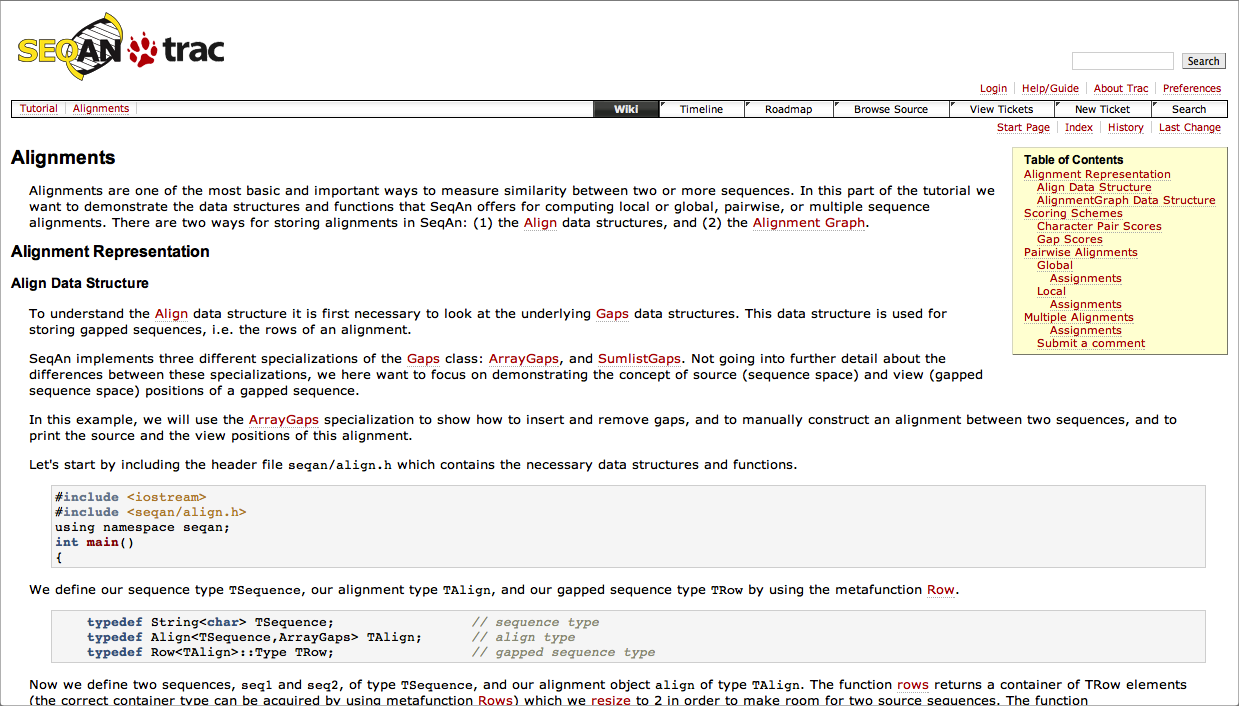 SEQAN trac
Search
Login Help/Guide About Trac Preferences
Tutorial Alignments Wiki Timeline Roadmap Browse Source View Tickets New Ticket Search
Start Page Index History Last Change
Alignments
Alignments are one of the most basic and important ways to measure similarity between two or more sequences. In this part of the tutorial we
want to demonstrate the data structures and functions that SeqAn offers for computing local or global, pairwise, or multiple sequence
alignments. There are two ways for storing alignments in SeqAn: (1) the Align data structures, and (2) the Alignment Graph.
Table of Contents
Alignment Representation
Align Data Structure
AlignmentGraph Data Structure
Scoring Schemes
Character Pair Scores
Gap Scores
Pairwise Alignments
Global
Assignments
Local
Assignments
Multiple Alignments
Assignments
Submit a comment
Alignment Representation
Align Data Structure
To understand the Align data structure it is first necessary to look at the underlying Gaps data structures. This data structure is used for
storing gapped sequences, i.e. the rows of an alignment.
SeqAn implements three different specializations of the Gaps class: ArrayGaps, and SumlistGaps. Not going into further detail about the
differences between these specializations, we here want to focus on demonstrating the concept of source (sequence space) and view (gapped
sequence space) positions of a gapped sequence.
In this example, we will use the ArrayGaps specialization to show how to insert and remove gaps, and to manually construct an alignment between two sequences, and to
print the source and the view positions of this alignment.
Let's start by including the header file seqan/align.h which contains the necessary data structures and functions.
#include <iostream>
#include <seqan/align.h>
using namespace seqan;
int main()
{
We define our sequence type TSequence, our alignment type TAlign, and our gapped sequence type TRow by using the metafunction Row.
typedef String<char> TSequence; // sequence type
typedef Align<TSequence,ArrayGaps> TAlign; // align type
typedef Row<TAlign>::Type TRow; // gapped sequence type
Now we define two sequences, seq1 and seq2, of type TSequence, and our alignment object align of type TAlign. The function rows returns a container of TRow elements
(the correct container type can be acquired by using metafunction Rows) which we resize to 2 in order to make room for two source sequences. The function